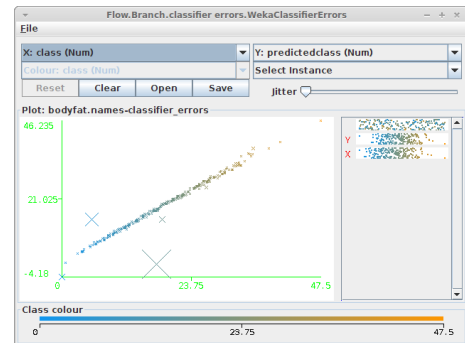 Flow.Branch.classifier errors.WekaClassifierErrors
File
X: class (Num)
Y: predictedclass (Num)
Colour: class (Num)
Select Instance
Reset
Clear
Open
Save
Jitter
Plot: bodyfat.names-classifier_errors
46.235
21.025
-4.18
0
23.75
47.5
Y
X
Class colour
0
23.75
47.5